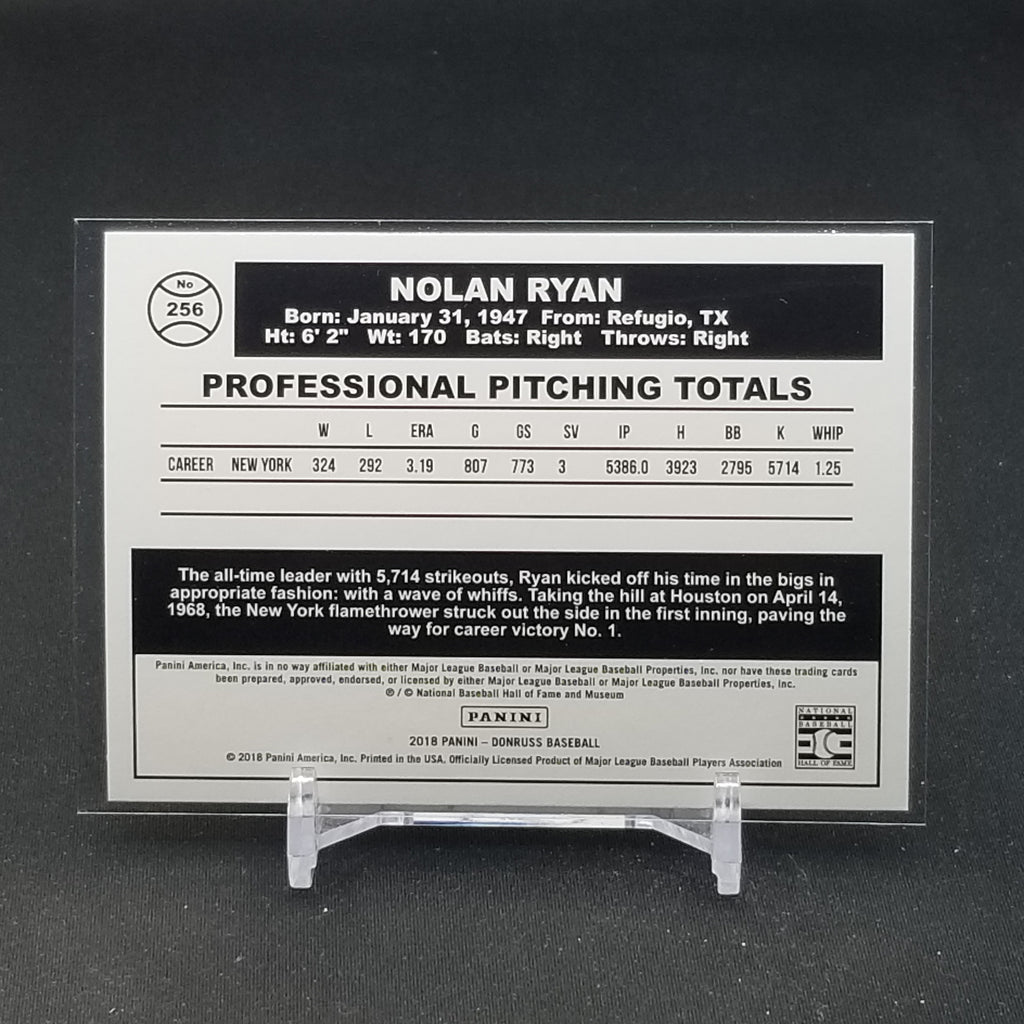 No
256
NOLAN RYAN
Born: January 31, 1947 From: Refugio, TX
Ht: 6' 2" Wt: 170 Bats: Right Throws: Right
PROFESSIONAL PITCHING TOTALS
W L ERA G GS SV IP H BB K WHIP
CAREER NEW YORK 324 292 3.19 807 773 3 5386.0 3923 2795 5714 1.25
The all-time leader with 5,714 strikeouts, Ryan kicked off his time in the bigs in
appropriate fashion: with a wave of whiffs. Taking the hill at Houston on April 14,
1968, the New York flamethrower struck out the side in the first inning, paving the
way for career victory No. 1.
Panini America, Inc. is in no way affiliated with either Major League Baseball or Major League Baseball Properties, Inc. nor have these trading cards
been prepared, approved, endorsed, or licensed by either Major League Baseball or Major League Baseball Properties, Inc.
® / © National Baseball Hall of Fame and Museum
PANINI
2018 PANINI – DONRUSS BASEBALL
© 2018 Panini America, Inc. Printed in the USA. Officially Licensed Product of Major League Baseball Players Association
NATIONAL
BASEBALL
HALL OF FAME